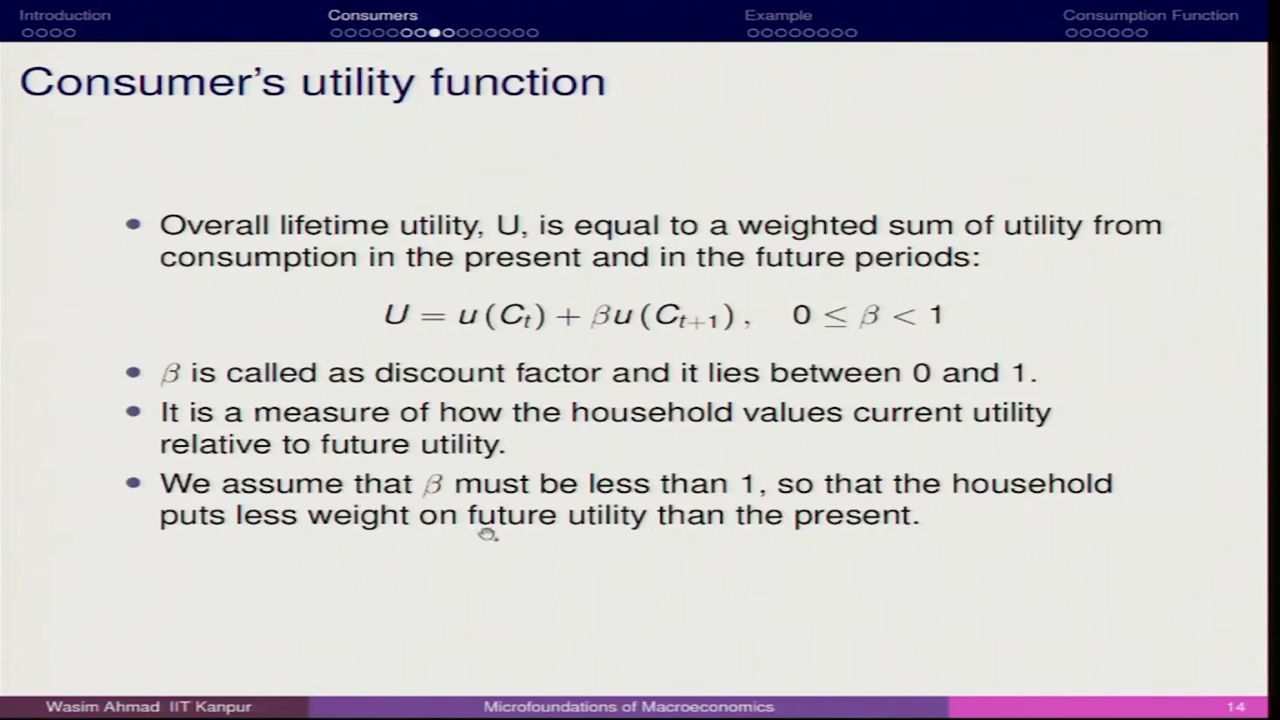 Introduction
Consumers
Example
Consumption Function
Consumer's utility function
• Overall lifetime utility, U, is equal to a weighted sum of utility from
consumption in the present and in the future periods:
U = u (C_t) + βu (C_{t+1}) , 0 ≤ β < 1
• β is called as discount factor and it lies between 0 and 1.
• It is a measure of how the household values current utility
relative to future utility.
• We assume that β must be less than 1, so that the household
puts less weight on future utility than the present.
Wasim Ahmad IIT Kanpur
Microfoundations of Macroeconomics
14